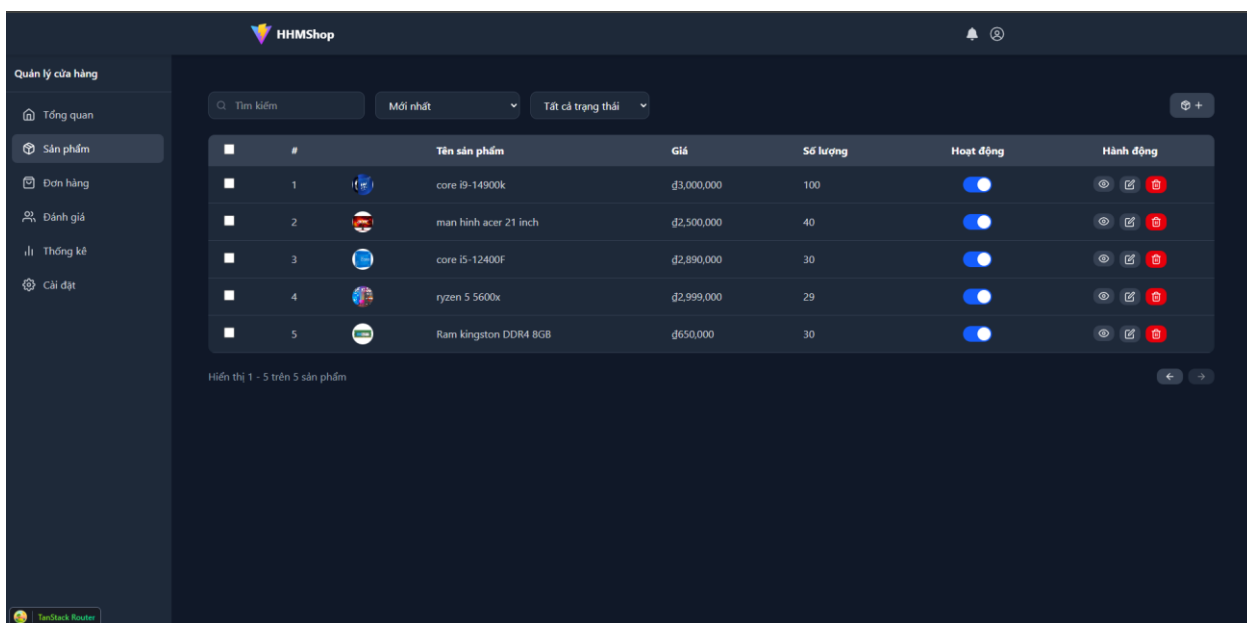 HHMShop
Quản lý cửa hàng
Tổng quan
Sản phẩm
Đơn hàng
Đánh giá
Thống kê
Cài đặt
Tìm kiếm
Mới nhất
Tất cả trạng thái
+
# Tên sản phẩm Giá Số lượng Hoạt động Hành động
1 core i9-14900k ₫3,000,000 100
2 man hinh acer 21 inch ₫2,500,000 40
3 core i5-12400F ₫2,890,000 30
4 ryzen 5 5600x ₫2,999,000 29
5 Ram kingston DDR4 8GB ₫650,000 30
Hiển thị 1 - 5 trên 5 sản phẩm
TanStack Router